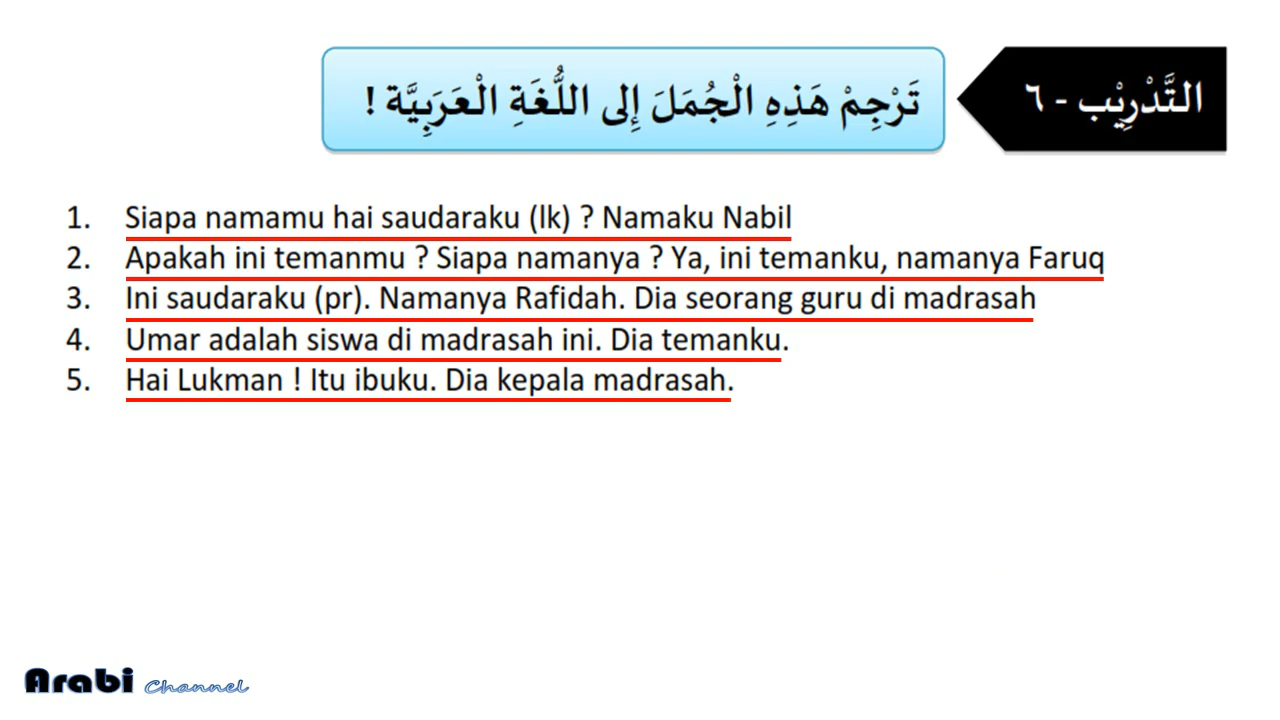 التَّدْرِيْب - ٦
تَرْجِمْ هَذِهِ الْجُمَلَ إِلى اللُّغَةِ الْعَرَبِيَّة !
1. Siapa namamu hai saudaraku (lk) ? Namaku Nabil
2. Apakah ini temanmu ? Siapa namanya ? Ya, ini temanku, namanya Faruq
3. Ini saudaraku (pr). Namanya Rafidah. Dia seorang guru di madrasah
4. Umar adalah siswa di madrasah ini. Dia temanku.
5. Hai Lukman ! Itu ibuku. Dia kepala madrasah.
Arabi Channel